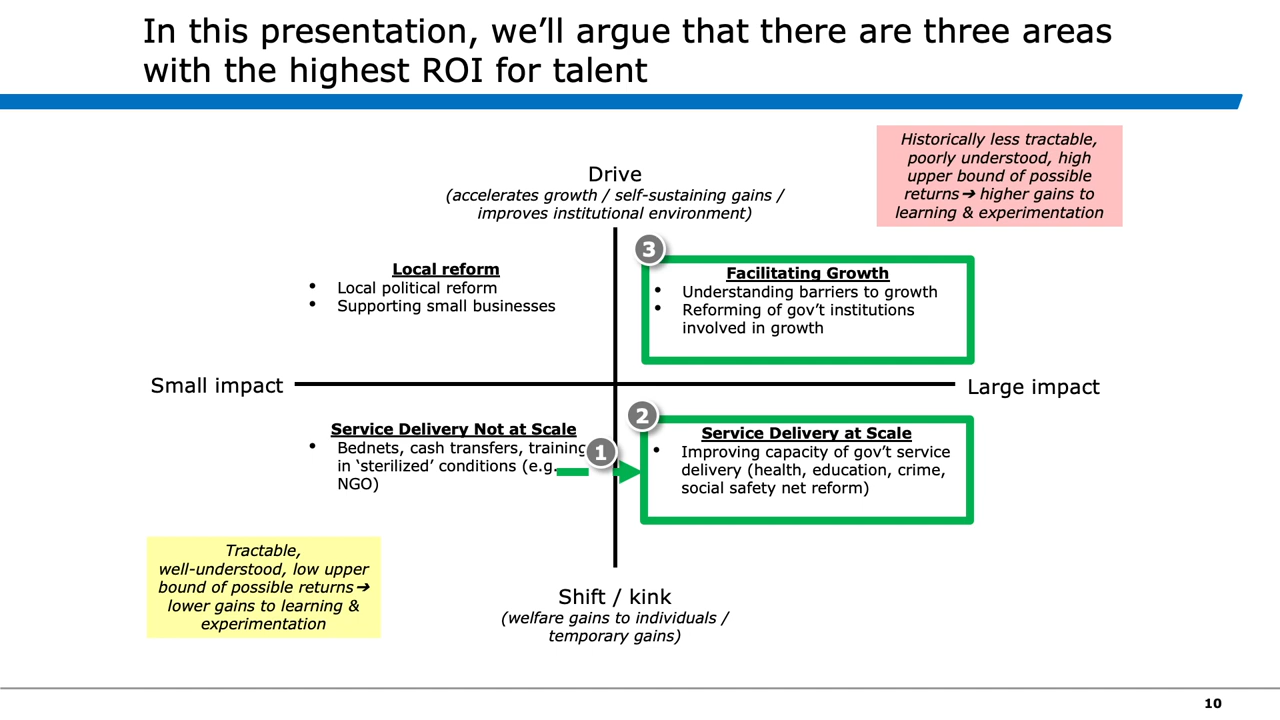 In this presentation, we’ll argue that there are three areas
with the highest ROI for talent
Historically less tractable,
poorly understood, high
upper bound of possible
returns➔ higher gains to
learning & experimentation
Drive
(accelerates growth / self-sustaining gains /
improves institutional environment)
3
Local reform
• Local political reform
• Supporting small businesses
Facilitating Growth
• Understanding barriers to growth
• Reforming of gov’t institutions
involved in growth
Small impact
Large impact
2
1
Service Delivery Not at Scale
• Bednets, cash transfers, training
in ‘sterilized’ conditions (e.g.
NGO)
Service Delivery at Scale
• Improving capacity of gov’t service
delivery (health, education, crime,
social safety net reform)
Tractable,
well-understood, low upper
bound of possible returns➔
lower gains to learning &
experimentation
Shift / kink
(welfare gains to individuals /
temporary gains)
10